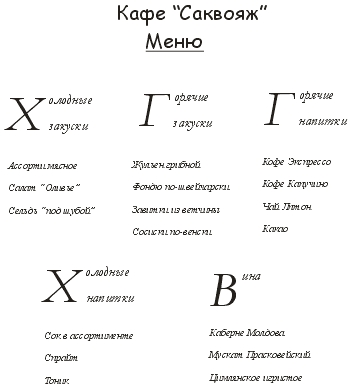 Кафе “Саквояж”
Меню
Холодные
закуски
Ассорти мясное
Салат “Оливье”
Сельдь “под шубой”
Горячие
закуски
Жульен грибной
Фондю по-швейцарски
Завитки из ветчины
Сосиски по-венски
Горячие
напитки
Кофе Экспрессо
Кофе Капучино
Чай Липтон
Какао
Холодные
напитки
Сок в ассортименте
Спрайт
Тоник
Вина
Каберне Молдова
Мускат Прасковейский
Цимлянское игристое